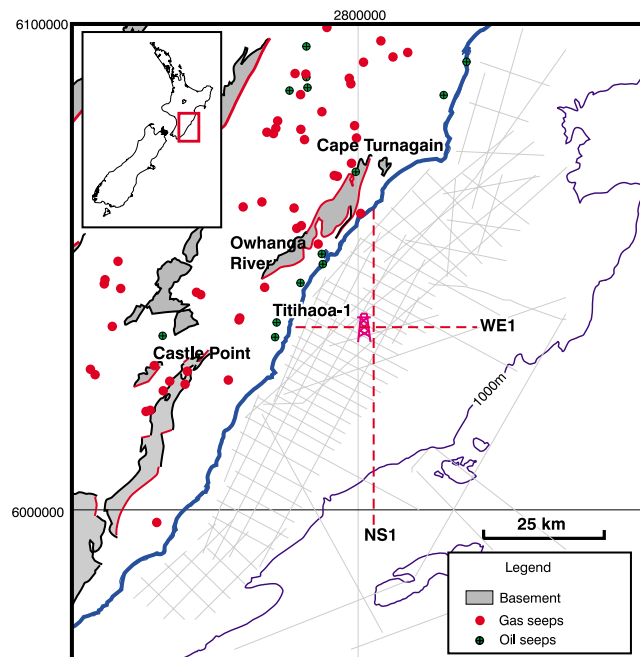 2800000
6100000
Cape Turnagain
Owhanga
River
Titihaoa-1
WE1
Castle Point
1000m
6000000
NS1
25 km
Legend
Basement
Gas seeps
Oil seeps